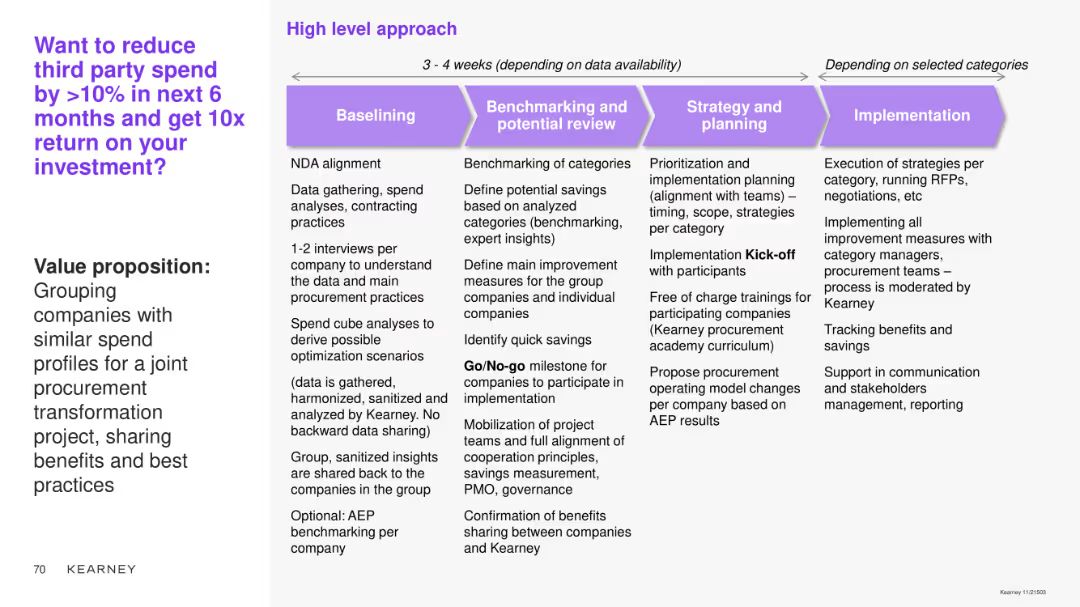 Want to reduce
third party spend
by >10% in next 6
months and get 10x
return on your
investment?
Value proposition:
Grouping
companies with
similar spend
profiles for a joint
procurement
transformation
project, sharing
benefits and best
practices
High level approach
3 - 4 weeks (depending on data availability)
Depending on selected categories
Baselining
NDA alignment
Data gathering, spend
analyses, contracting
practices
1-2 interviews per
company to understand
the data and main
procurement practices
Spend cube analyses to
derive possible
optimization scenarios
(data is gathered,
harmonized, sanitized and
analyzed by Kearney. No
backward data sharing)
Group, sanitized insights
are shared back to the
companies in the group
Optional: AEP
benchmarking per
company
Benchmarking and
potential review
Benchmarking of categories
Define potential savings
based on analyzed
categories (benchmarking,
expert insights)
Define main improvement
measures for the group
companies and individual
companies
Identify quick savings
Go/No-go milestone for
companies to participate in
implementation
Mobilization of project
teams and full alignment of
cooperation principles,
savings measurement,
PMO, governance
Confirmation of benefits
sharing between companies
and Kearney
Strategy and
planning
Prioritization and
implementation planning
(alignment with teams) –
timing, scope, strategies
per category
Implementation Kick-off
with participants
Free of charge trainings for
participating companies
(Kearney procurement
academy curriculum)
Propose procurement
operating model changes
per company based on
AEP results
Implementation
Execution of strategies per
category, running RFPs,
negotiations, etc
Implementing all
improvement measures with
category managers,
procurement teams –
process is moderated by
Kearney
Tracking benefits and
savings
Support in communication
and stakeholders
management, reporting
70 KEARNEY
Kearney 11/21503